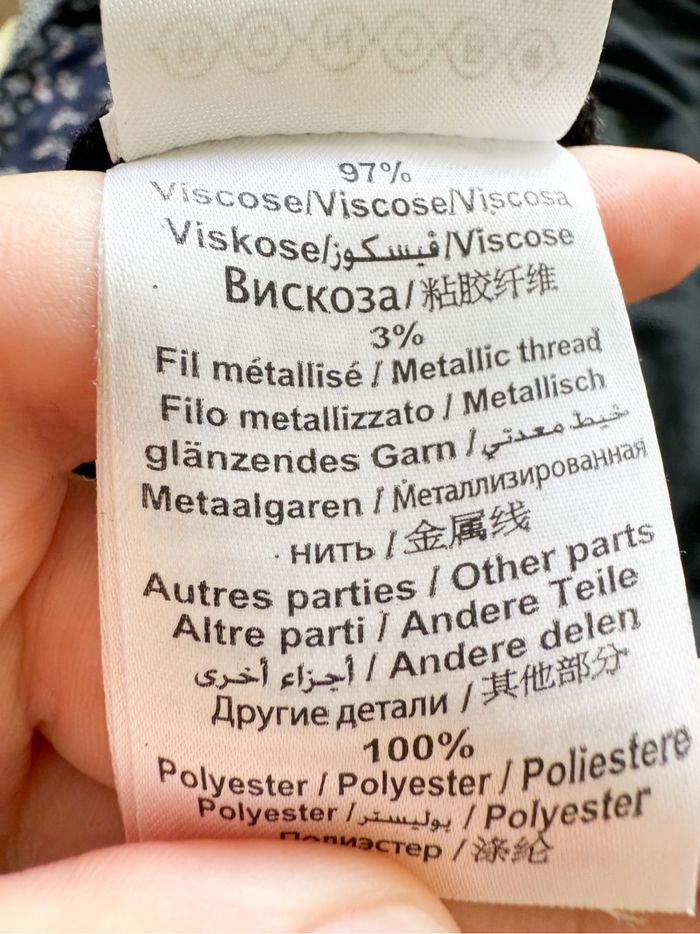 97%
Viscose/Viscose/Viscosa
Viskose/فيسكوز/Viscose
Вискоза/粘胶纤维
3%
Fil métallisé / Metallic thread
Filo metallizzato / Metallisch
glänzendes Garn / خيط معدتي
Metaalgaren / Металлизированная
нить / 金属线
Autres parties / Other parts
Altre parti / Andere Teile
أجزاء أخرى / Andere delen
Другие детали / 其他部分
100%
Polyester / Polyester / Poliestere
Polyester / بوليستر / Polyester
Полиэстер / 涤纶